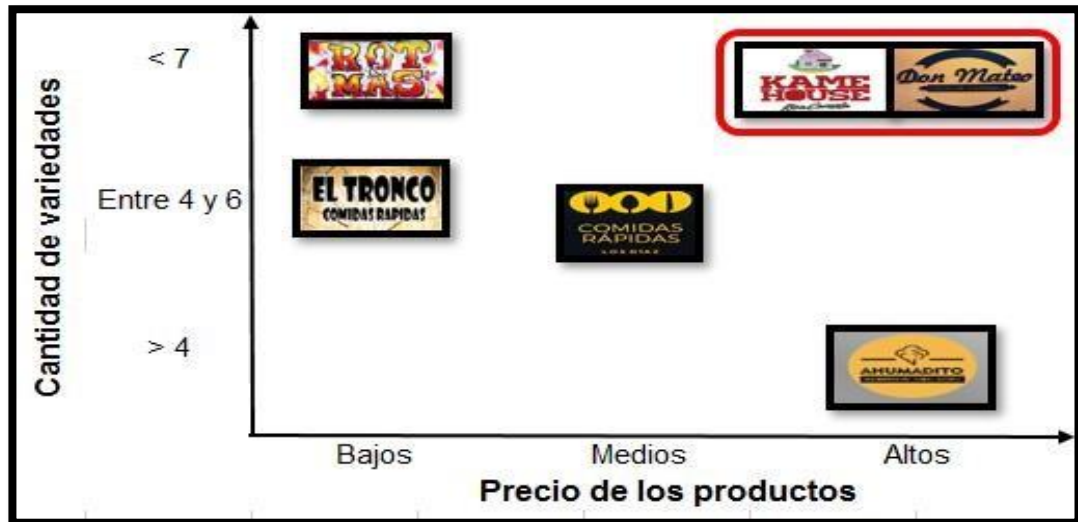 Cantidad de variedades
< 7
ROT
MAS
KAME
HOUSE
Don Mateo
Entre 4 y 6
EL TRONCO
COMIDAS RAPIDAS
COMIDAS
RÁPIDAS
> 4
AHUMADITO
Bajos
Medios
Altos
Precio de los productos